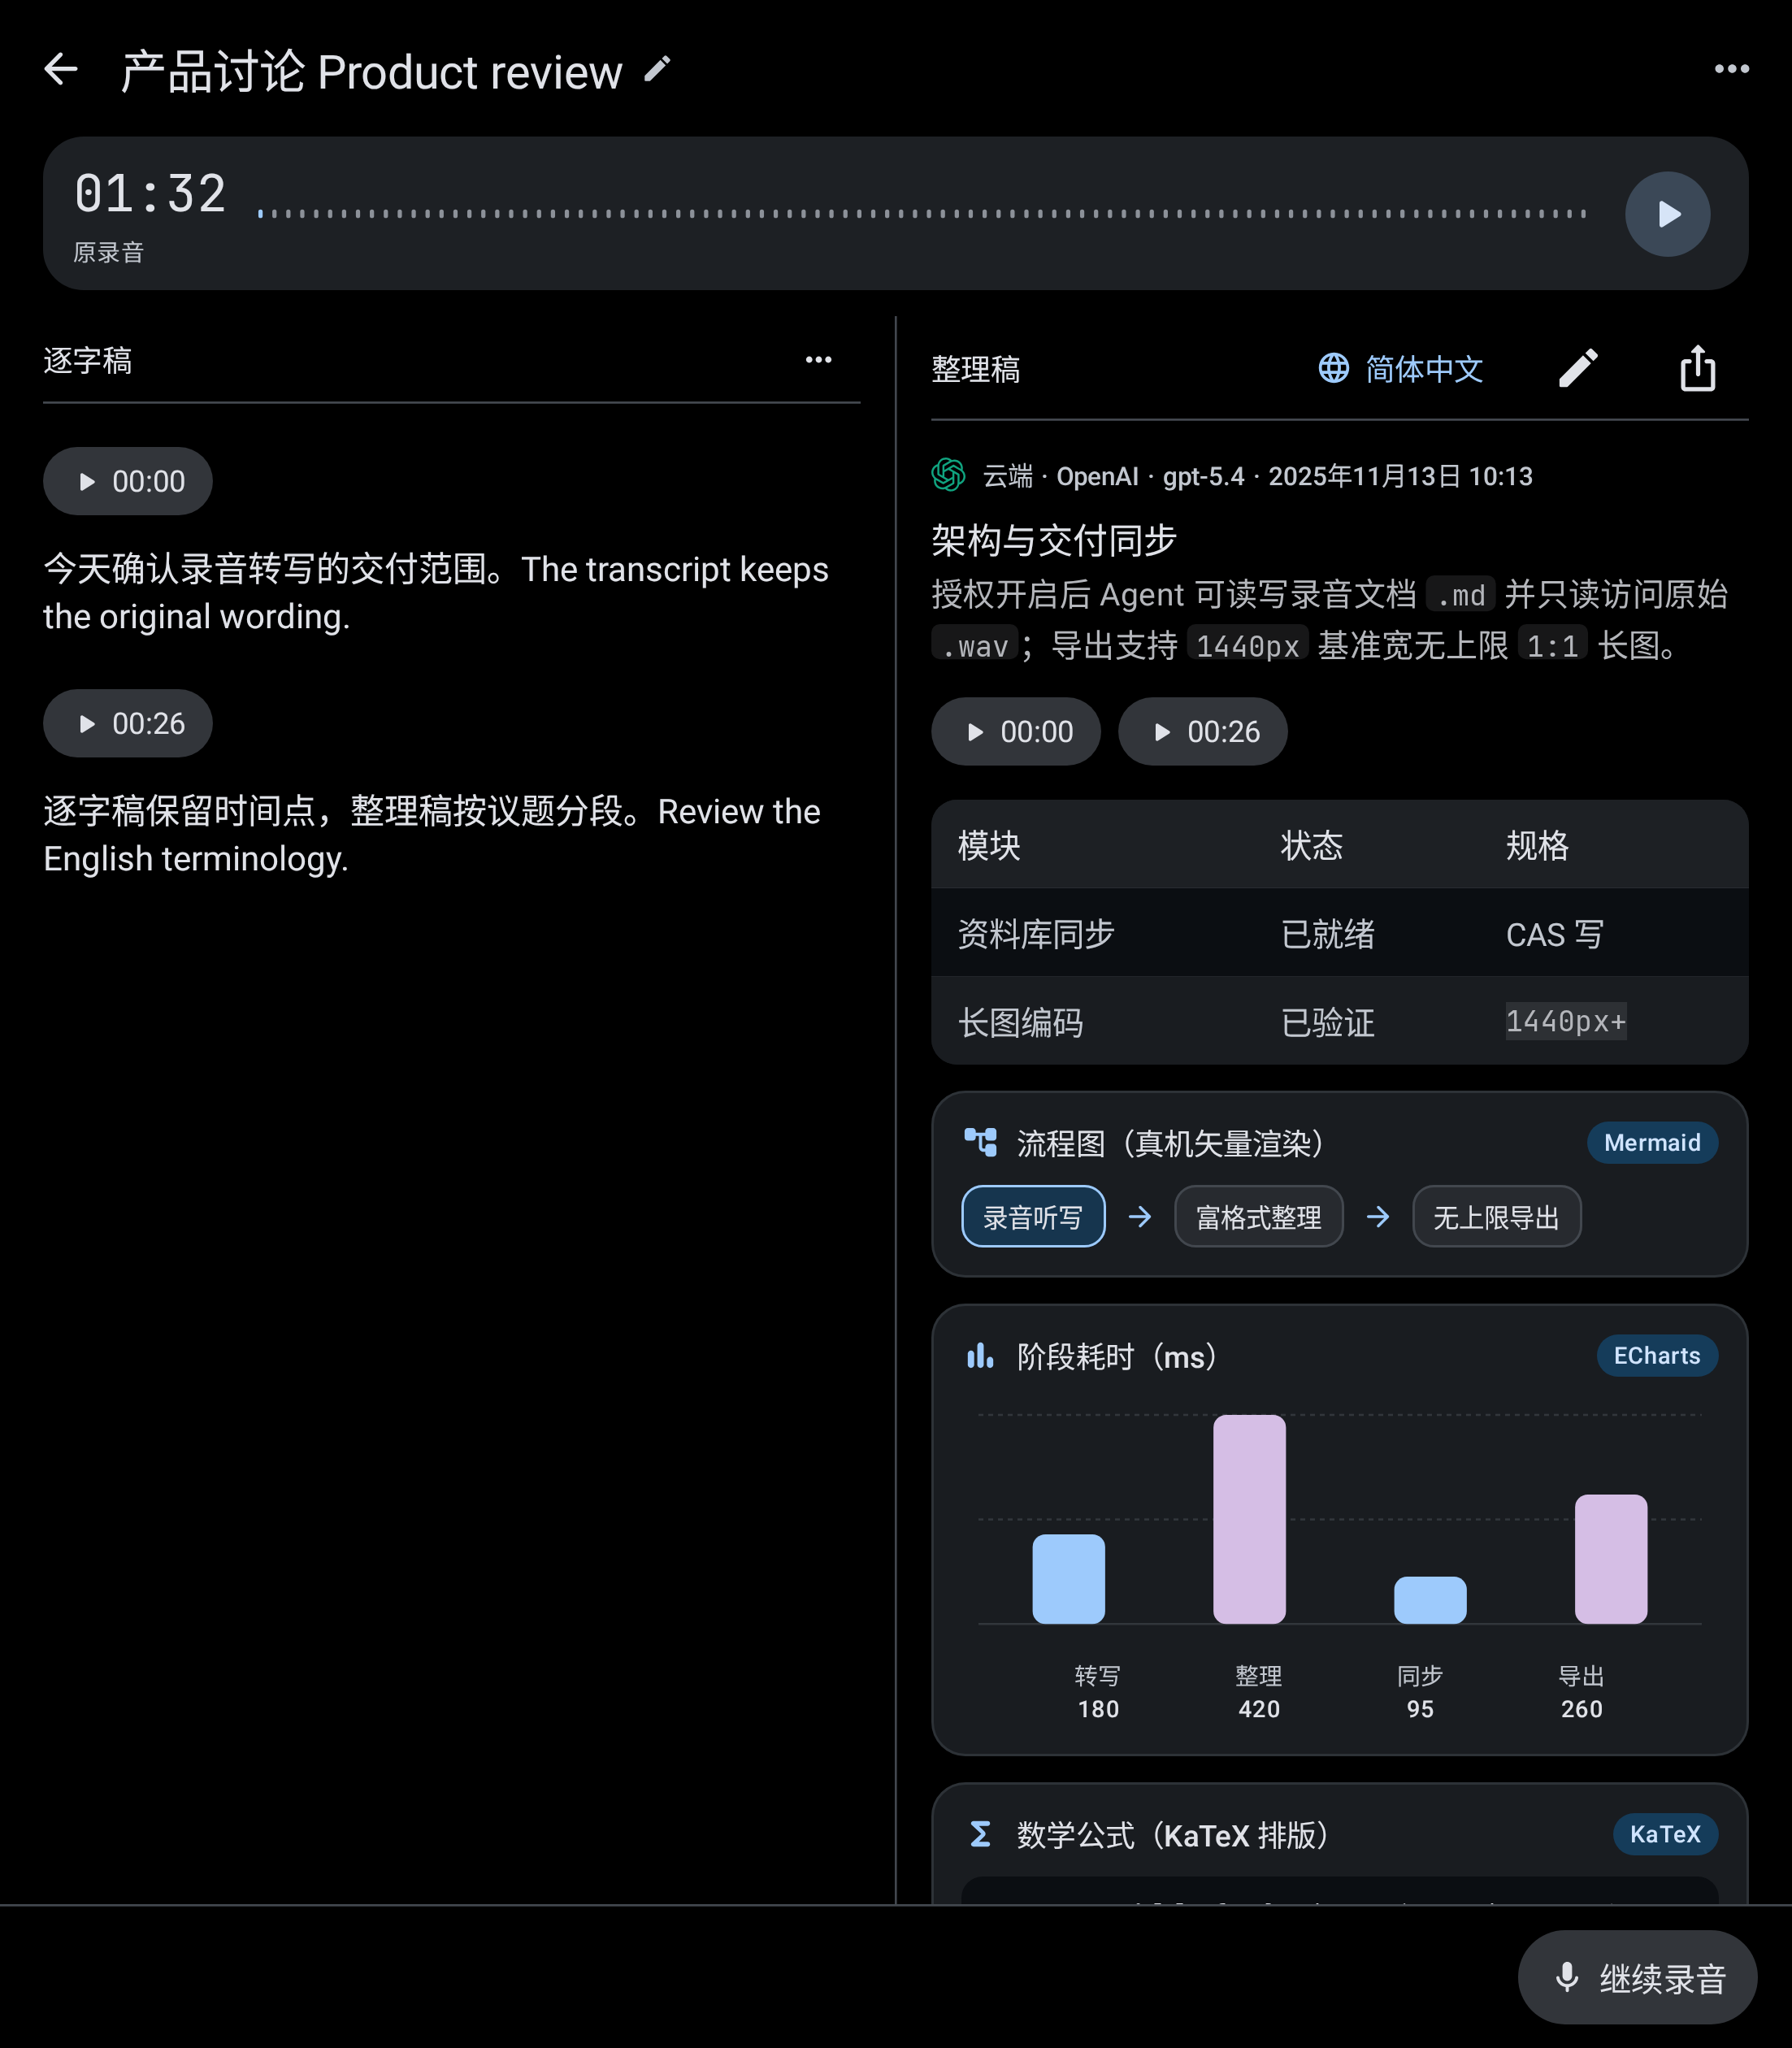 产品讨论 Product review
01:32
原录音
逐字稿
00:00
今天确认录音转写的交付范围。The transcript keeps
the original wording.
00:26
逐字稿保留时间点，整理稿按议题分段。Review the
English terminology.
整理稿
简体中文
云端 · OpenAI · gpt-5.4 · 2025年11月13日 10:13
架构与交付同步
授权开启后 Agent 可读写录音文档 .md 并只读访问原始
.wav；导出支持 1440px 基准宽无上限 1:1 长图。
00:00 00:26
模块 状态 规格
资料库同步 已就绪 CAS 写
长图编码 已验证 1440px+
流程图（真机矢量渲染） Mermaid
录音听写 → 富格式整理 → 无上限导出
阶段耗时（ms） ECharts
转写 整理 同步 导出
180 420 95 260
数学公式（KaTeX 排版） KaTeX
继续录音